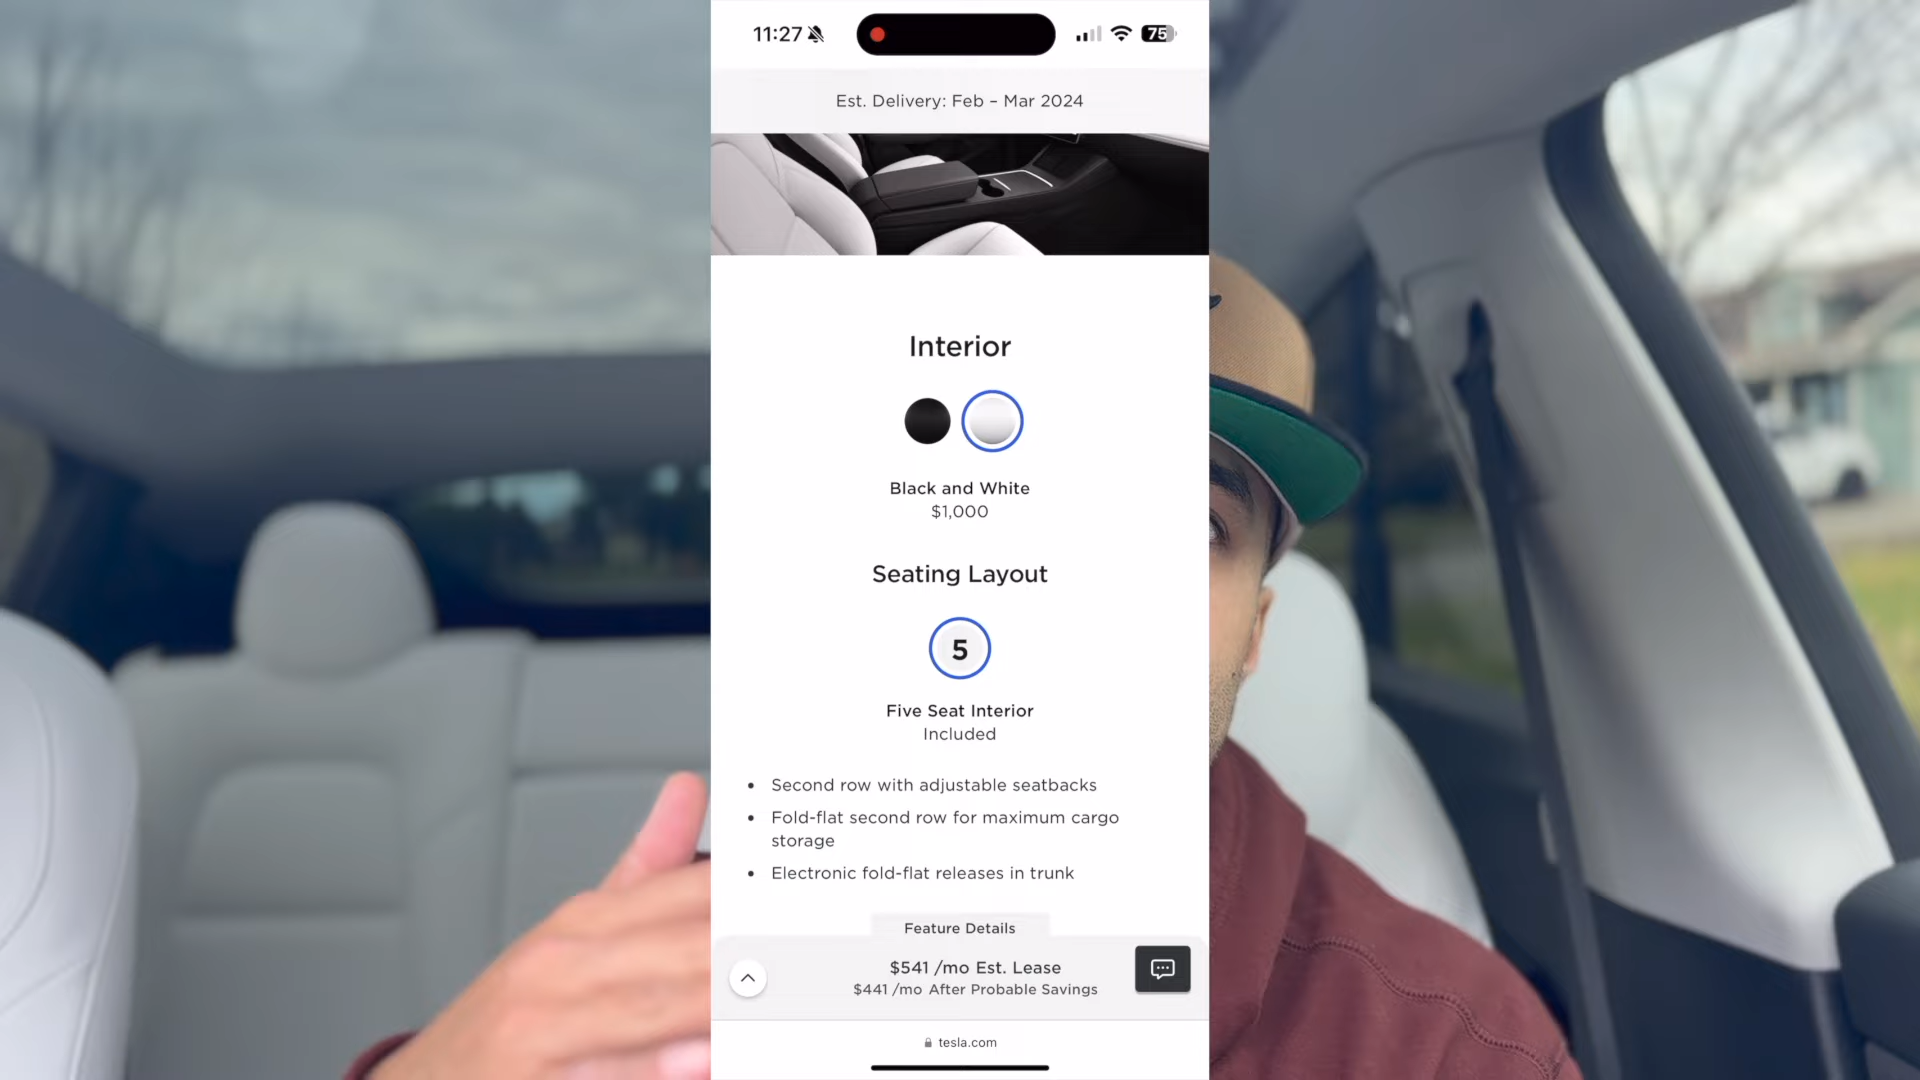 11:27
75
Est. Delivery: Feb – Mar 2024
Interior
Black and White
$1,000
Seating Layout
5
Five Seat Interior
Included
• Second row with adjustable seatbacks
• Fold-flat second row for maximum cargo
storage
• Electronic fold-flat releases in trunk
Feature Details
$541 /mo Est. Lease
$441 /mo After Probable Savings
tesla.com